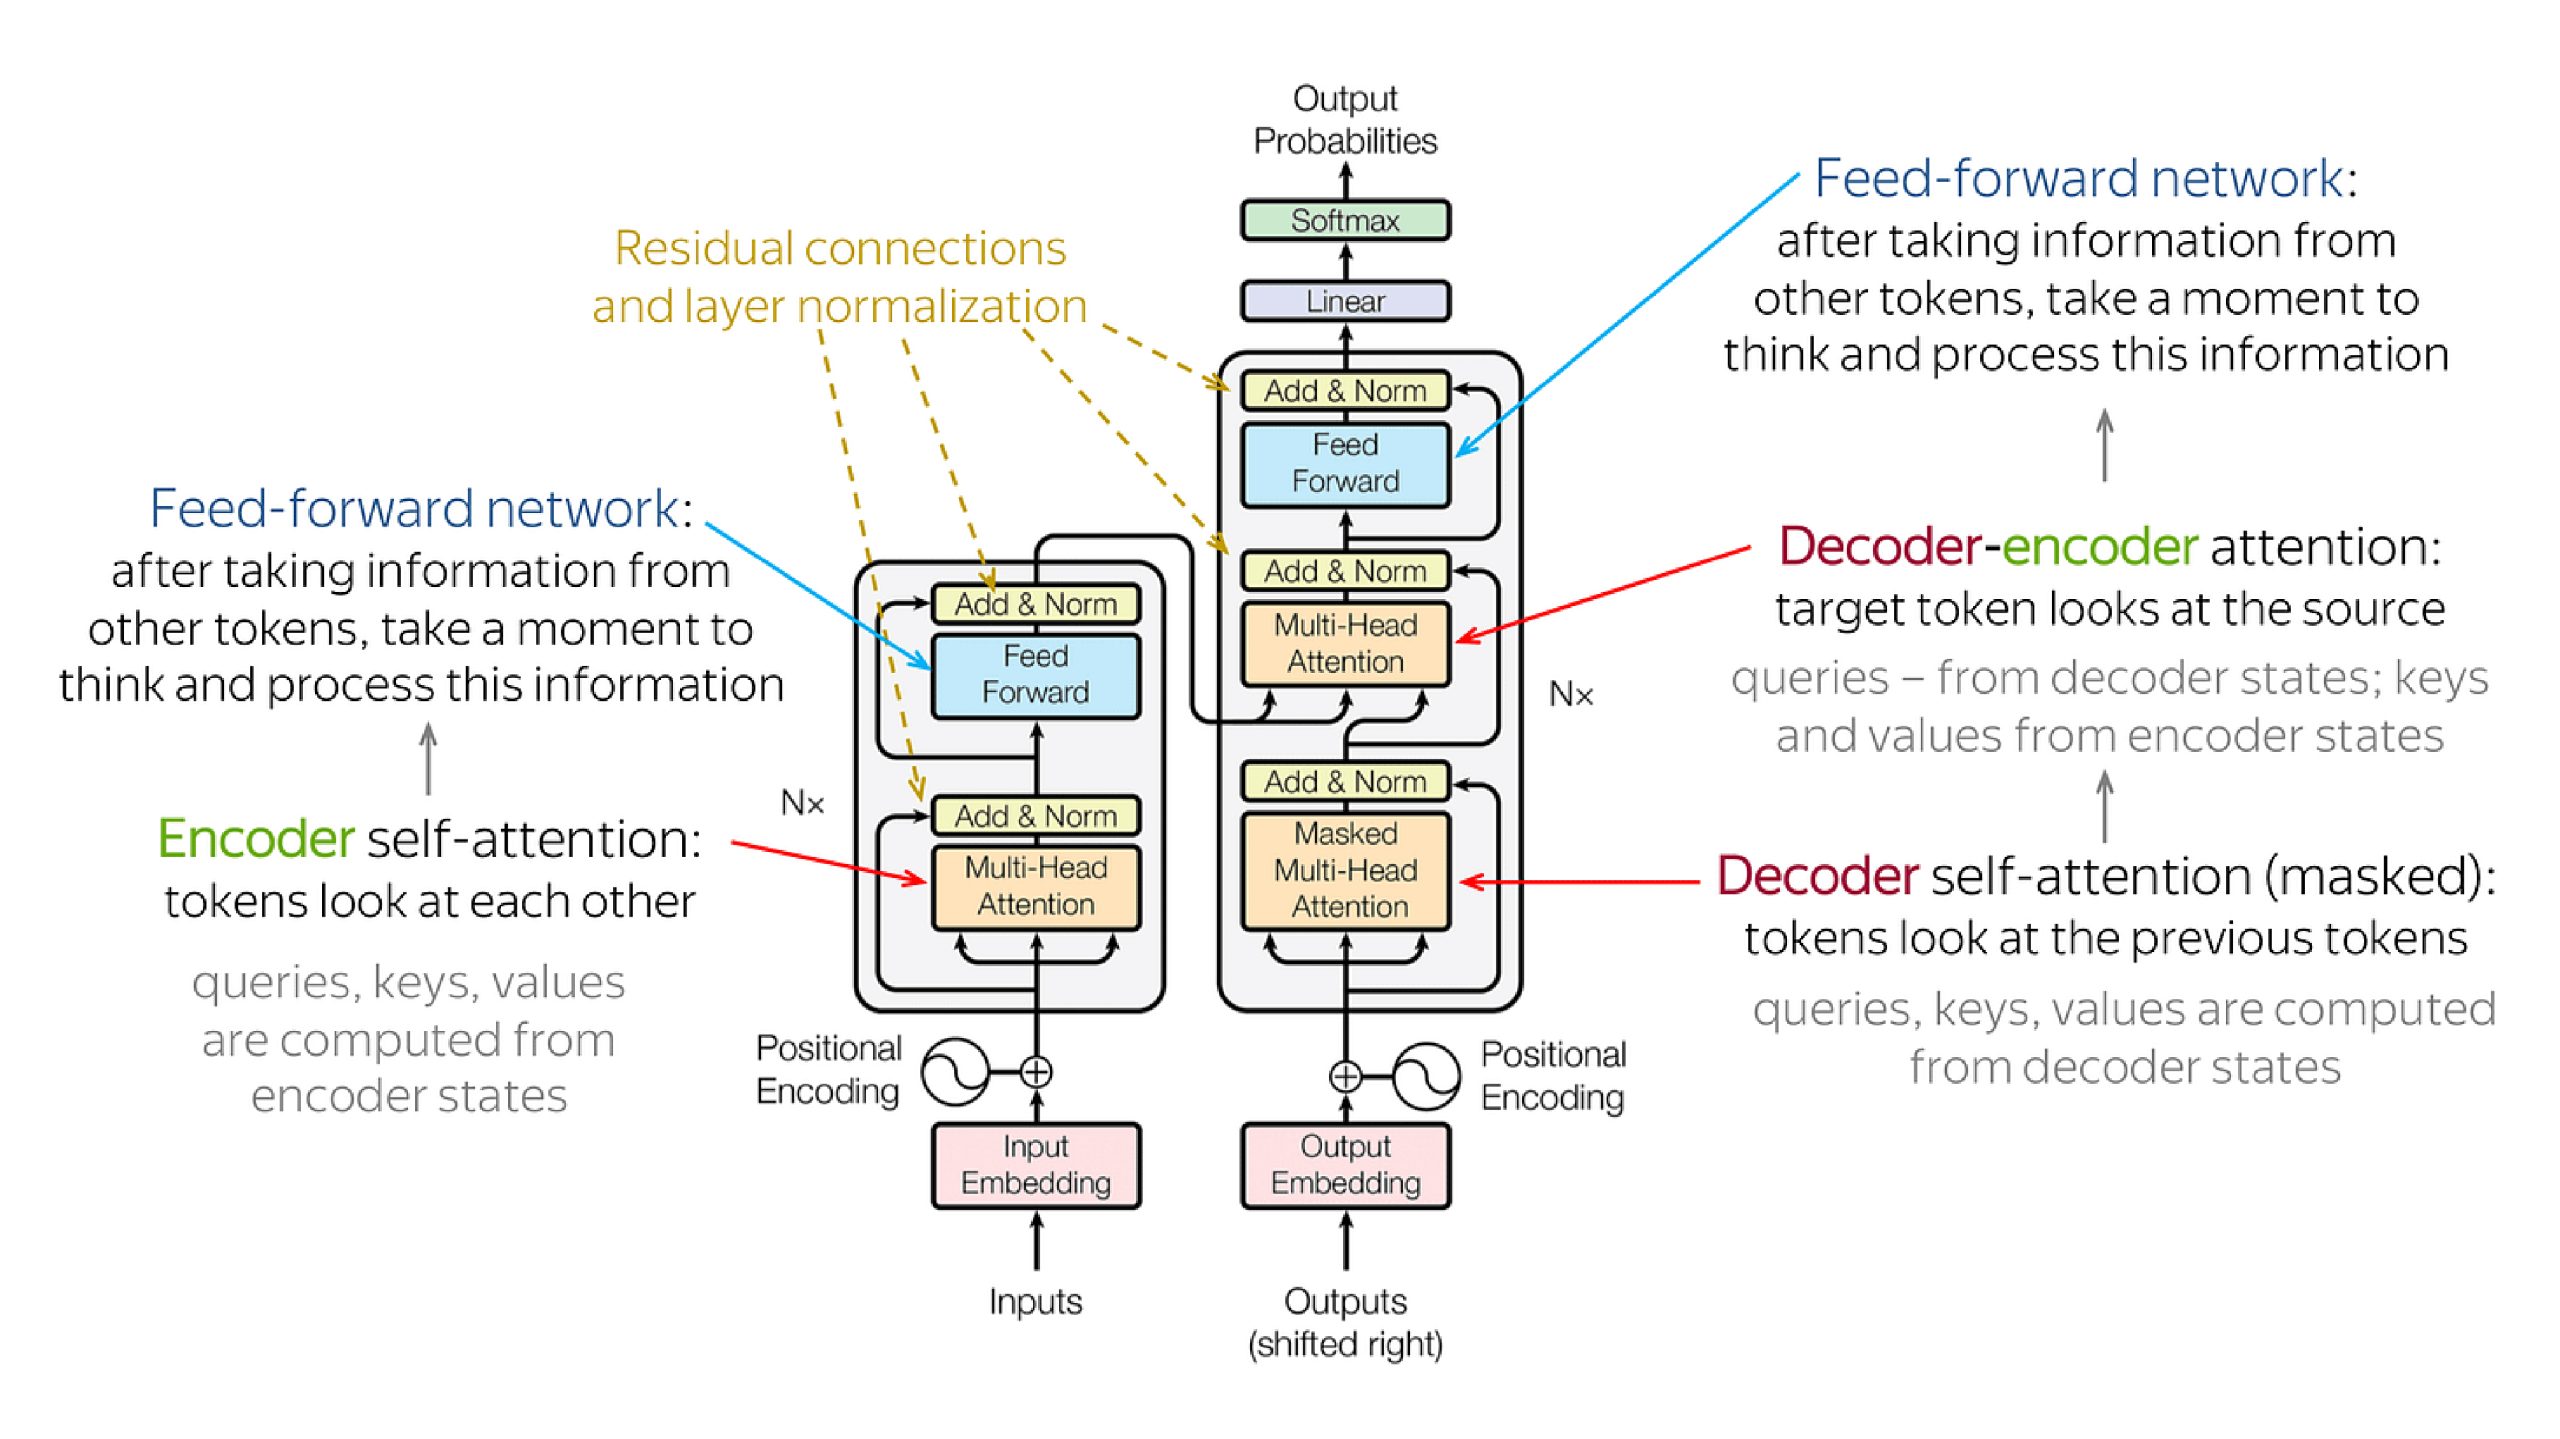 Output
Probabilities
Softmax
Linear
Add & Norm
Feed
Forward
Add & Norm
Multi-Head
Attention
Nx
Add & Norm
Masked
Multi-Head
Attention
Positional
Encoding
Output
Embedding
Outputs
(shifted right)
Residual connections
and layer normalization
Add & Norm
Feed
Forward
Nx
Add & Norm
Multi-Head
Attention
Positional
Encoding
Input
Embedding
Inputs
Feed-forward network:
after taking information from
other tokens, take a moment to
think and process this information
Encoder self-attention:
tokens look at each other
queries, keys, values
are computed from
encoder states
Feed-forward network:
after taking information from
other tokens, take a moment to
think and process this information
Decoder-encoder attention:
target token looks at the source
queries – from decoder states; keys
and values from encoder states
Decoder self-attention (masked):
tokens look at the previous tokens
queries, keys, values are computed
from decoder states